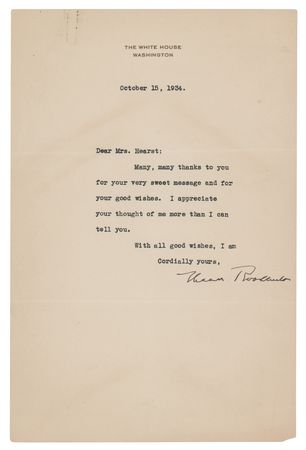 THE WHITE HOUSE
WASHINGTON
October 15, 1934.
Dear Mrs. Hearst:
Many, many thanks to you
for your very sweet message and for
your good wishes. I appreciate
your thought of me more than I can
tell you.
With all good wishes, I am
Cordially yours,
Eleanor Roosevelt